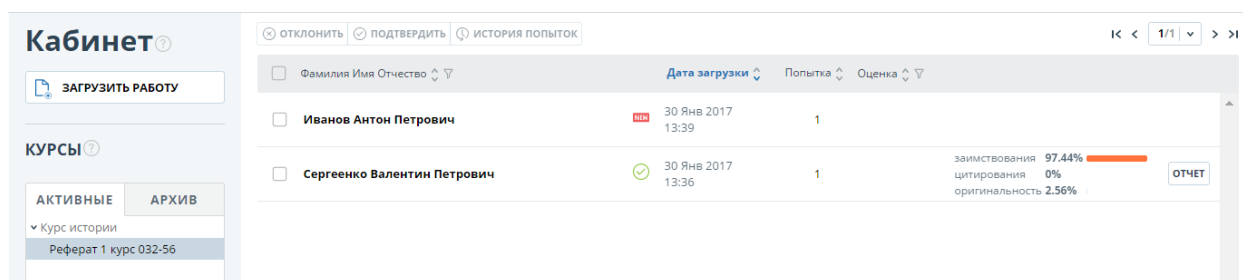 Кабинет ?
ЗАГРУЗИТЬ РАБОТУ
КУРСЫ ?
АКТИВНЫЕ АРХИВ
Курс истории
Реферат 1 курс 032-56
ОТКЛОНИТЬ ПОДТВЕРДИТЬ ИСТОРИЯ ПОПЫТОК
1/1
Фамилия Имя Отчество Дата загрузки Попытка Оценка
Иванов Антон Петрович NEW 30 Янв 2017 1
13:39
Сергеенко Валентин Петрович 30 Янв 2017 1
13:36
заимствования 97.44%
цитирования 0%
оригинальность 2.56%
ОТЧЕТ